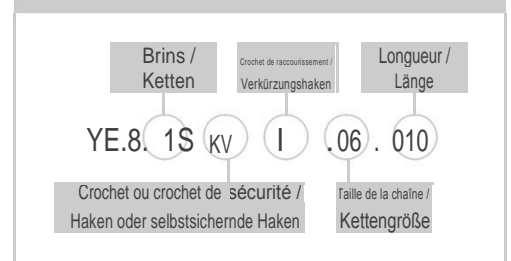 Brins /
Ketten
Crochet de raccourissement /
Verkürzungshaken
Longueur /
Länge
YE.8. 1S KV I .06 . 010
Crochet ou crochet de sécurité /
Haken oder selbstsichernde Haken
Taille de la chaîne /
Kettengröße